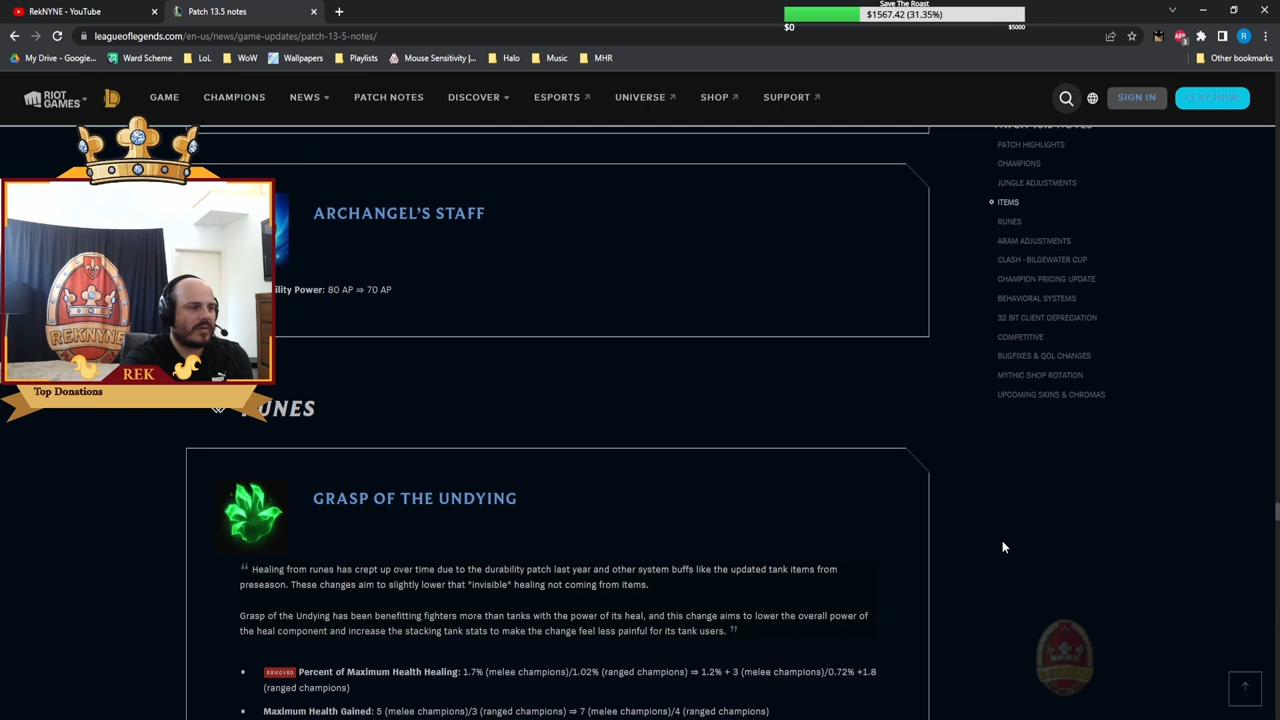 RekNYNE - YouTube
Patch 13.5 notes
Save The Roast
$1567.42 (31.35%)
$0
$5000
leagueoflegends.com/en-us/news/game-updates/patch-13-5-notes/
R
My Drive - Google...
Ward Scheme
LoL
WoW
Wallpapers
Playlists
Mouse Sensitivity |...
Halo
Music
MHR
Other bookmarks
RIOT GAMES
GAME
CHAMPIONS
NEWS
PATCH NOTES
DISCOVER
ESPORTS
UNIVERSE
SHOP
SUPPORT
SIGN IN
PLAY NOW
PATCH 13.5 NOTES
PATCH HIGHLIGHTS
CHAMPIONS
JUNGLE ADJUSTMENTS
ITEMS
RUNES
ARAM ADJUSTMENTS
CLASH - BILGEWATER CUP
CHAMPION PRICING UPDATE
BEHAVIORAL SYSTEMS
32 BIT CLIENT DEPRECIATION
COMPETITIVE
BUGFIXES & QOL CHANGES
MYTHIC SHOP ROTATION
UPCOMING SKINS & CHROMAS
ARCHANGEL'S STAFF
ility Power: 80 AP ⇒ 70 AP
REKNYNE
REK
Top Donations
RUNES
GRASP OF THE UNDYING
" Healing from runes has crept up over time due to the durability patch last year and other system buffs like the updated tank items from
preseason. These changes aim to slightly lower that "invisible" healing not coming from items.
Grasp of the Undying has been benefitting fighters more than tanks with the power of its heal, and this change aims to lower the overall power of
the heal component and increase the stacking tank stats to make the change feel less painful for its tank users. "
• REMOVED Percent of Maximum Health Healing: 1.7% (melee champions)/1.02% (ranged champions) ⇒ 1.2% + 3 (melee champions)/0.72% +1.8
(ranged champions)
• Maximum Health Gained: 5 (melee champions)/3 (ranged champions) ⇒ 7 (melee champions)/4 (ranged champions)